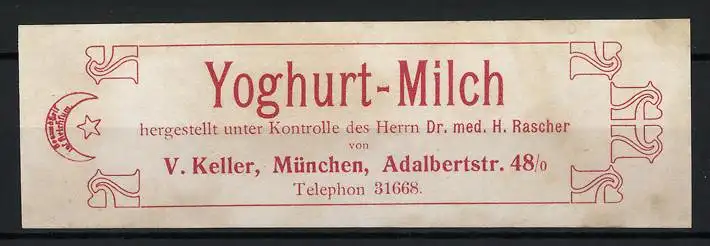 Yoghurt-Milch
hergestellt unter Kontrolle des Herrn Dr. med. H. Rascher
von
V. Keller, München, Adalbertstr. 48/0
Telephon 31668.